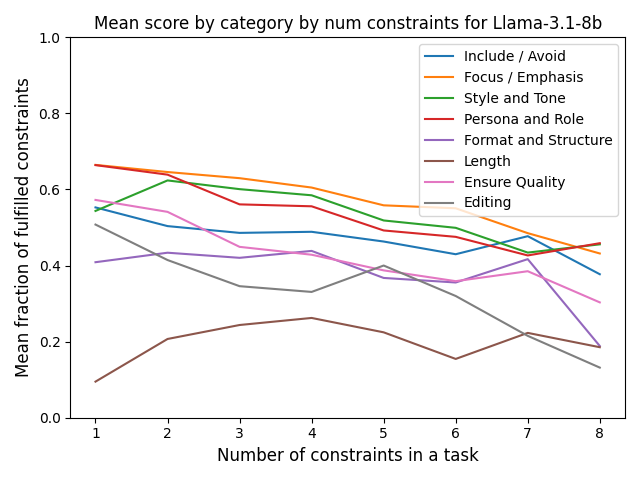 Mean score by category by num constraints for Llama-3.1-8b
Mean fraction of fulfilled constraints
1.0
0.8
0.6
0.4
0.2
0.0
Include / Avoid
Focus / Emphasis
Style and Tone
Persona and Role
Format and Structure
Length
Ensure Quality
Editing
1 2 3 4 5 6 7 8
Number of constraints in a task